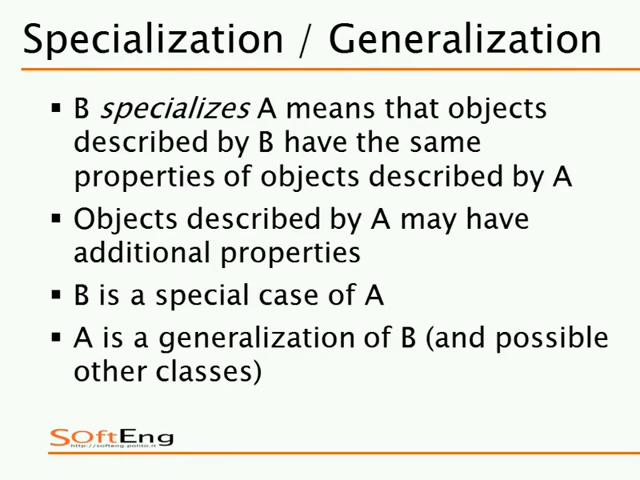 Specialization / Generalization
▪ B specializes A means that objects
described by B have the same
properties of objects described by A
▪ Objects described by A may have
additional properties
▪ B is a special case of A
▪ A is a generalization of B (and possible
other classes)
SOftEng
http://softeng.polito.it